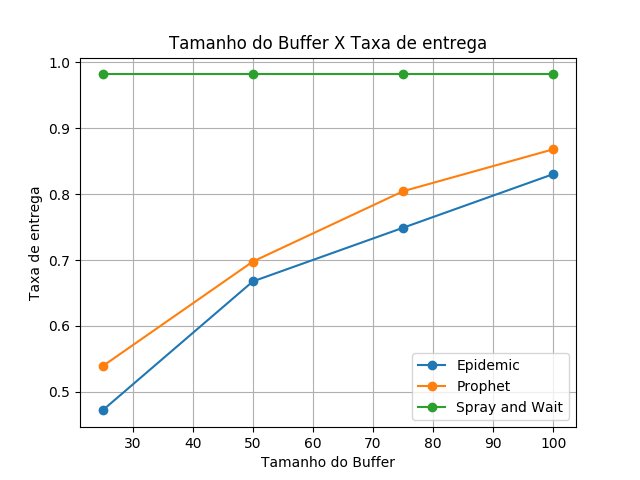 Tamanho do Buffer X Taxa de entrega
1.0
0.9
0.8
0.7
0.6
0.5
Taxa de entrega
Epidemic
Prophet
Spray and Wait
30 40 50 60 70 80 90 100
Tamanho do Buffer